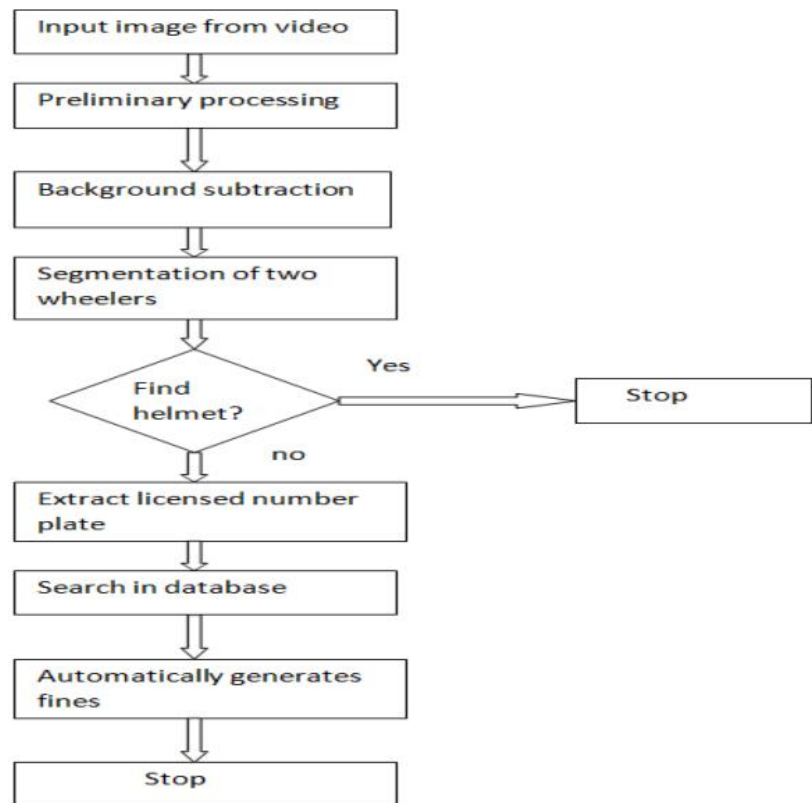 Input image from video
Preliminary processing
Background subtraction
Segmentation of two
wheelers
Yes
Find
helmet?
Stop
no
Extract licensed number
plate
Search in database
Automatically generates
fines
Stop